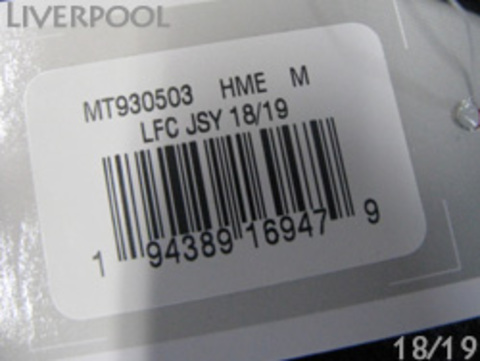 LIVERPOOL
MT930503 HME M
LFC JSY 18/19
1 94389 16947 9
18/19